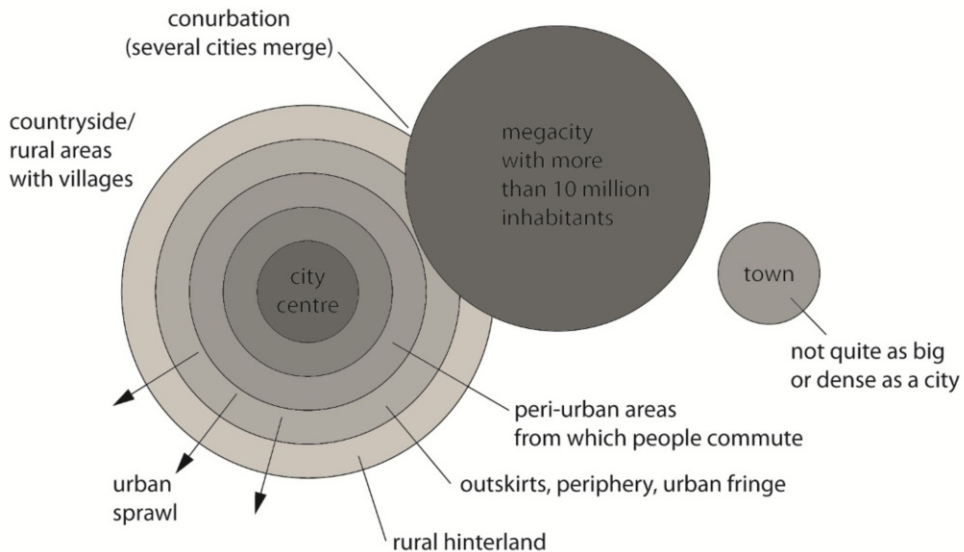 conurbation
(several cities merge)
countryside/
rural areas
with villages
megacity
with more
than 10 million
inhabitants
city
centre
town
not quite as big
or dense as a city
peri-urban areas
from which people commute
outskirts, periphery, urban fringe
urban
sprawl
rural hinterland